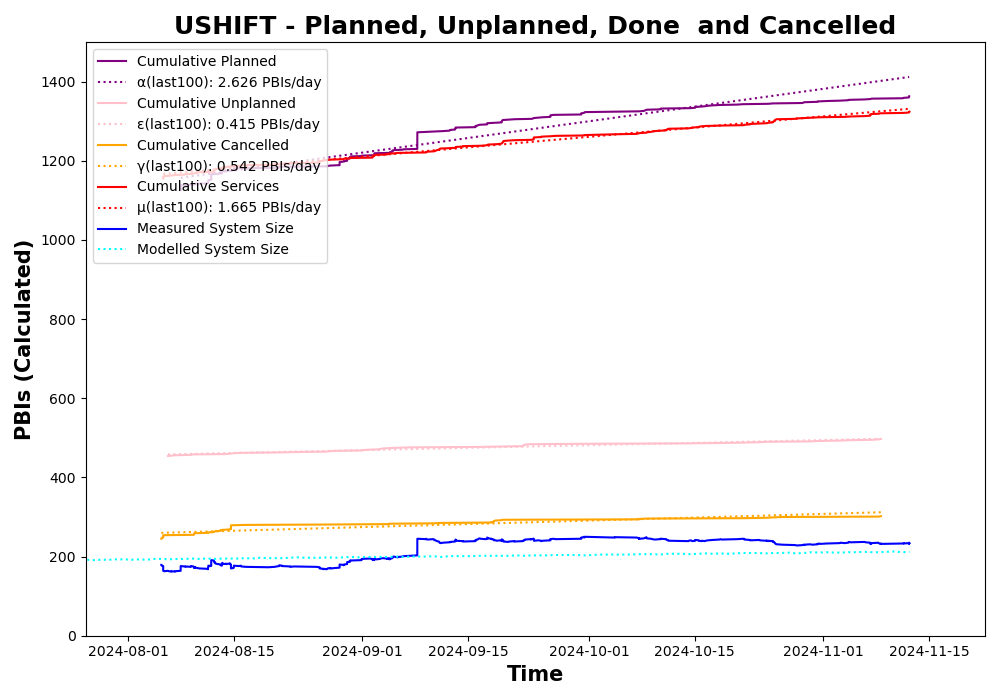 USHIFT - Planned, Unplanned, Done  and Cancelled
Cumulative Planned
α(last100): 2.626 PBIs/day
Cumulative Unplanned
ε(last100): 0.415 PBIs/day
Cumulative Cancelled
γ(last100): 0.542 PBIs/day
Cumulative Services
μ(last100): 1.665 PBIs/day
Measured System Size
Modelled System Size
PBIs (Calculated)
1400
1200
1000
800
600
400
200
0
2024-08-01 2024-08-15 2024-09-01 2024-09-15 2024-10-01 2024-10-15 2024-11-01 2024-11-15
Time